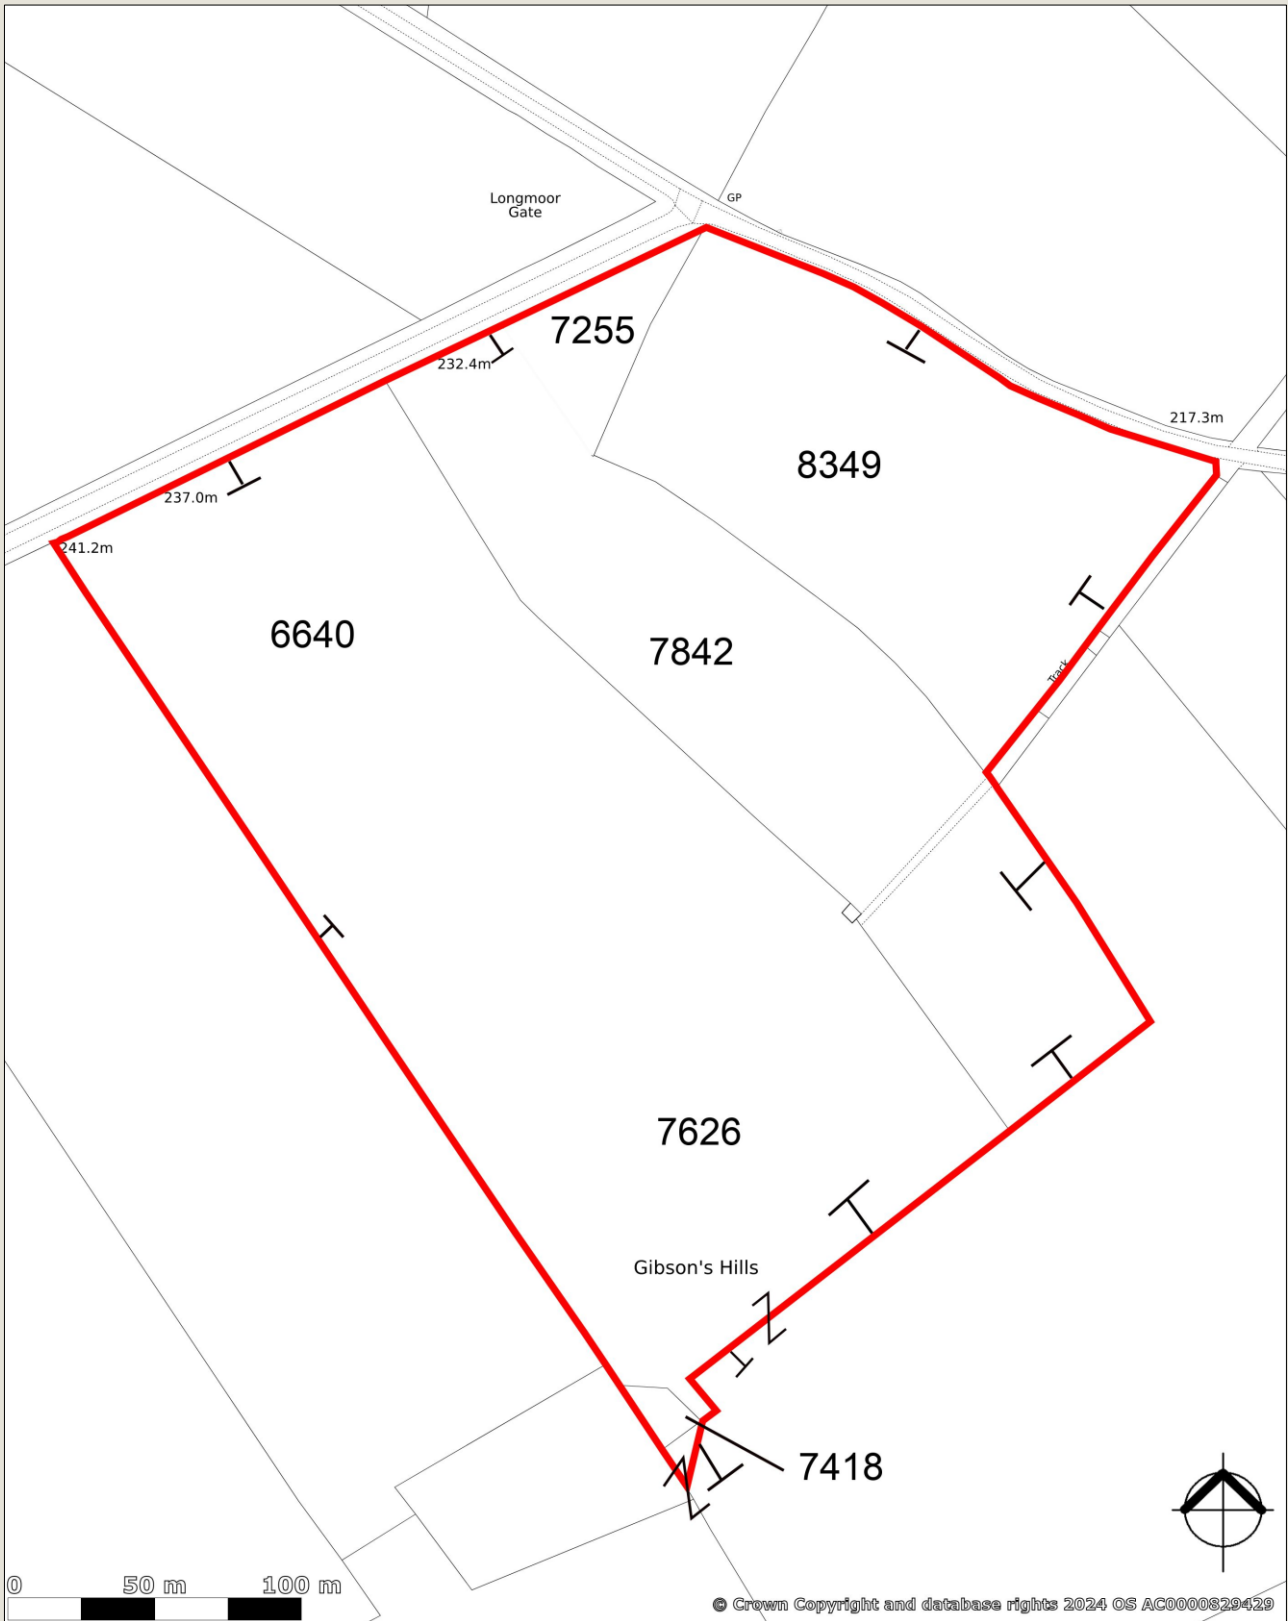 Longmoor
Gate
GP
7255
232.4m
217.3m
8349
237.0m
241.2m
6640
7842
Track
7626
Gibson's Hills
7418
0 50 m 100 m
© Crown Copyright and database rights 2024 OS AC0000829429